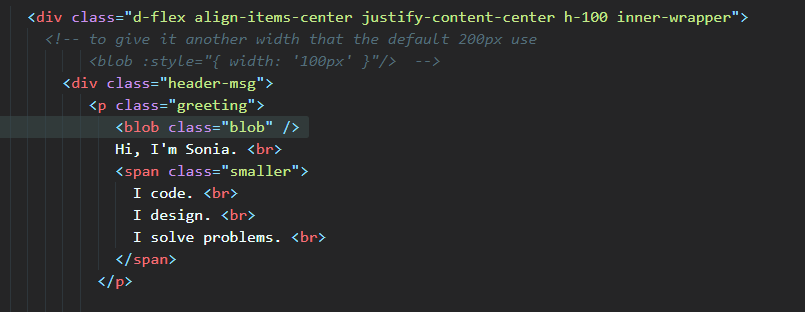 <div class="d-flex align-items-center justify-content-center h-100 inner-wrapper">
<!-- to give it another width that the default 200px use
<blob :style="{ width: '100px' }"/>  -->
<div class="header-msg">
<p class="greeting">
<blob class="blob" />
Hi, I'm Sonia. <br>
<span class="smaller">
I code. <br>
I design. <br>
I solve problems. <br>
</span>
</p>